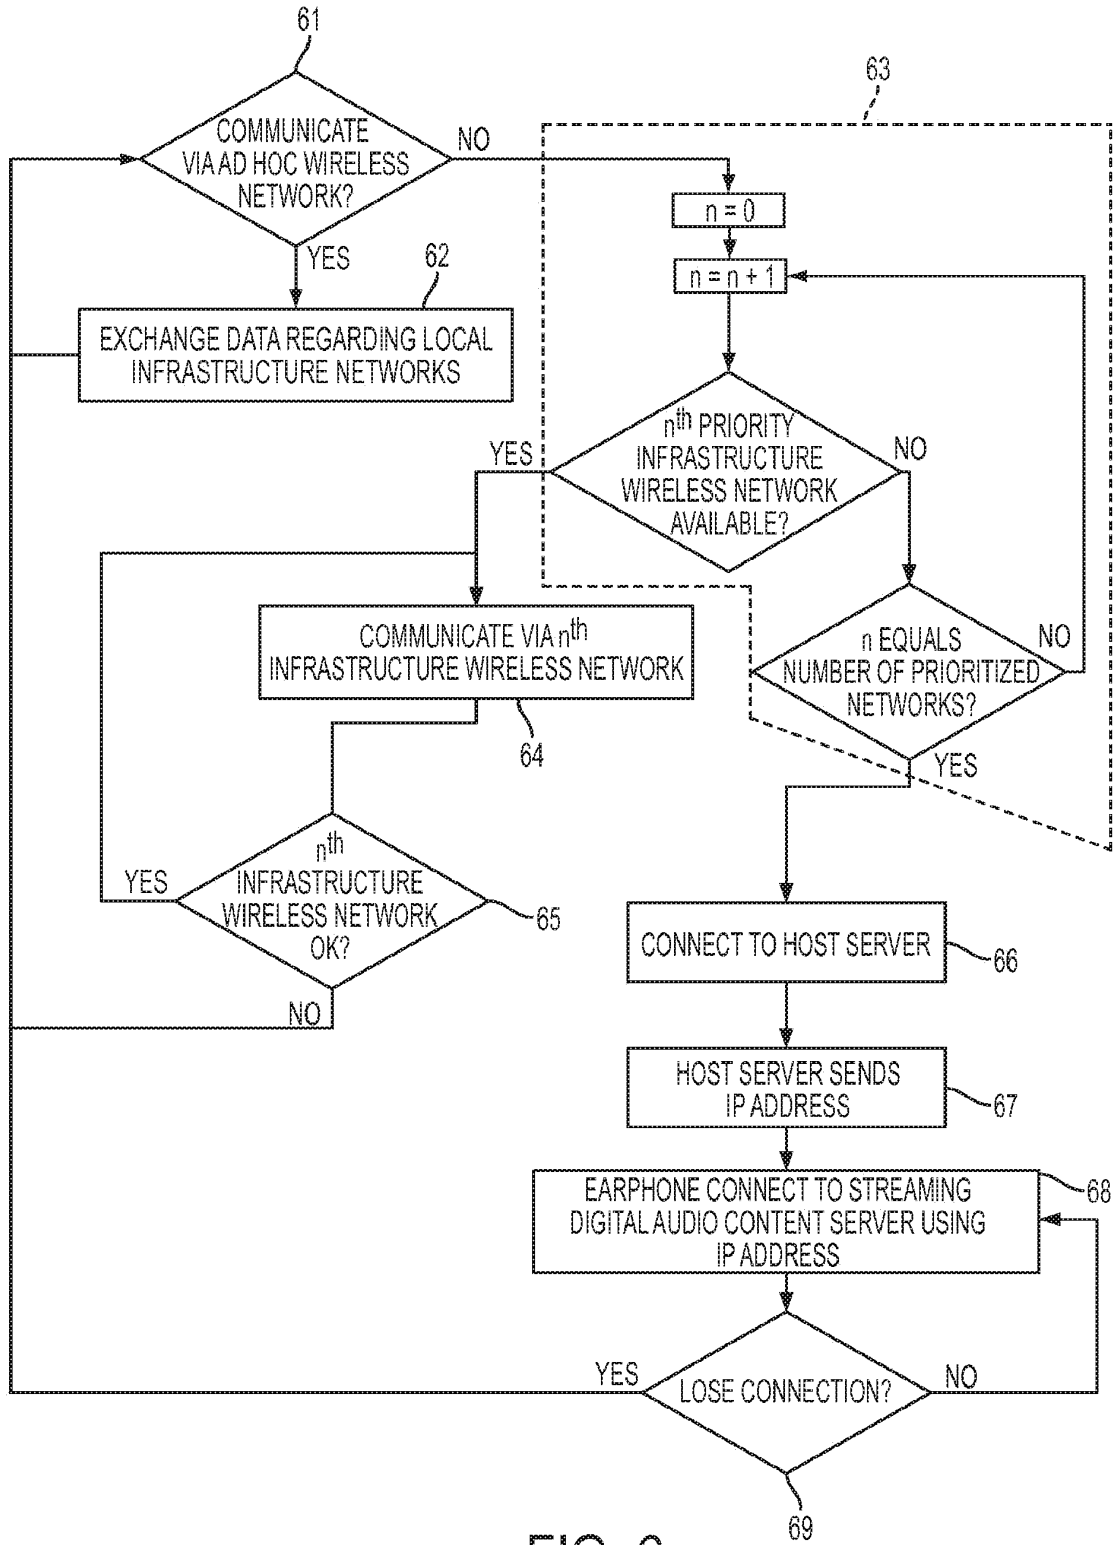 61
COMMUNICATE
VIA AD HOC WIRELESS
NETWORK?
NO
YES
62
EXCHANGE DATA REGARDING LOCAL
INFRASTRUCTURE NETWORKS
63
n = 0
n = n + 1
nth PRIORITY
INFRASTRUCTURE
WIRELESS NETWORK
AVAILABLE?
YES
NO
n EQUALS
NUMBER OF PRIORITIZED
NETWORKS?
NO
YES
COMMUNICATE VIA nth
INFRASTRUCTURE WIRELESS NETWORK
64
nth
INFRASTRUCTURE
WIRELESS NETWORK
OK?
YES
65
NO
CONNECT TO HOST SERVER
66
HOST SERVER SENDS
IP ADDRESS
67
EARPHONE CONNECT TO STREAMING
DIGITAL AUDIO CONTENT SERVER USING
IP ADDRESS
68
LOSE CONNECTION?
YES
NO
69